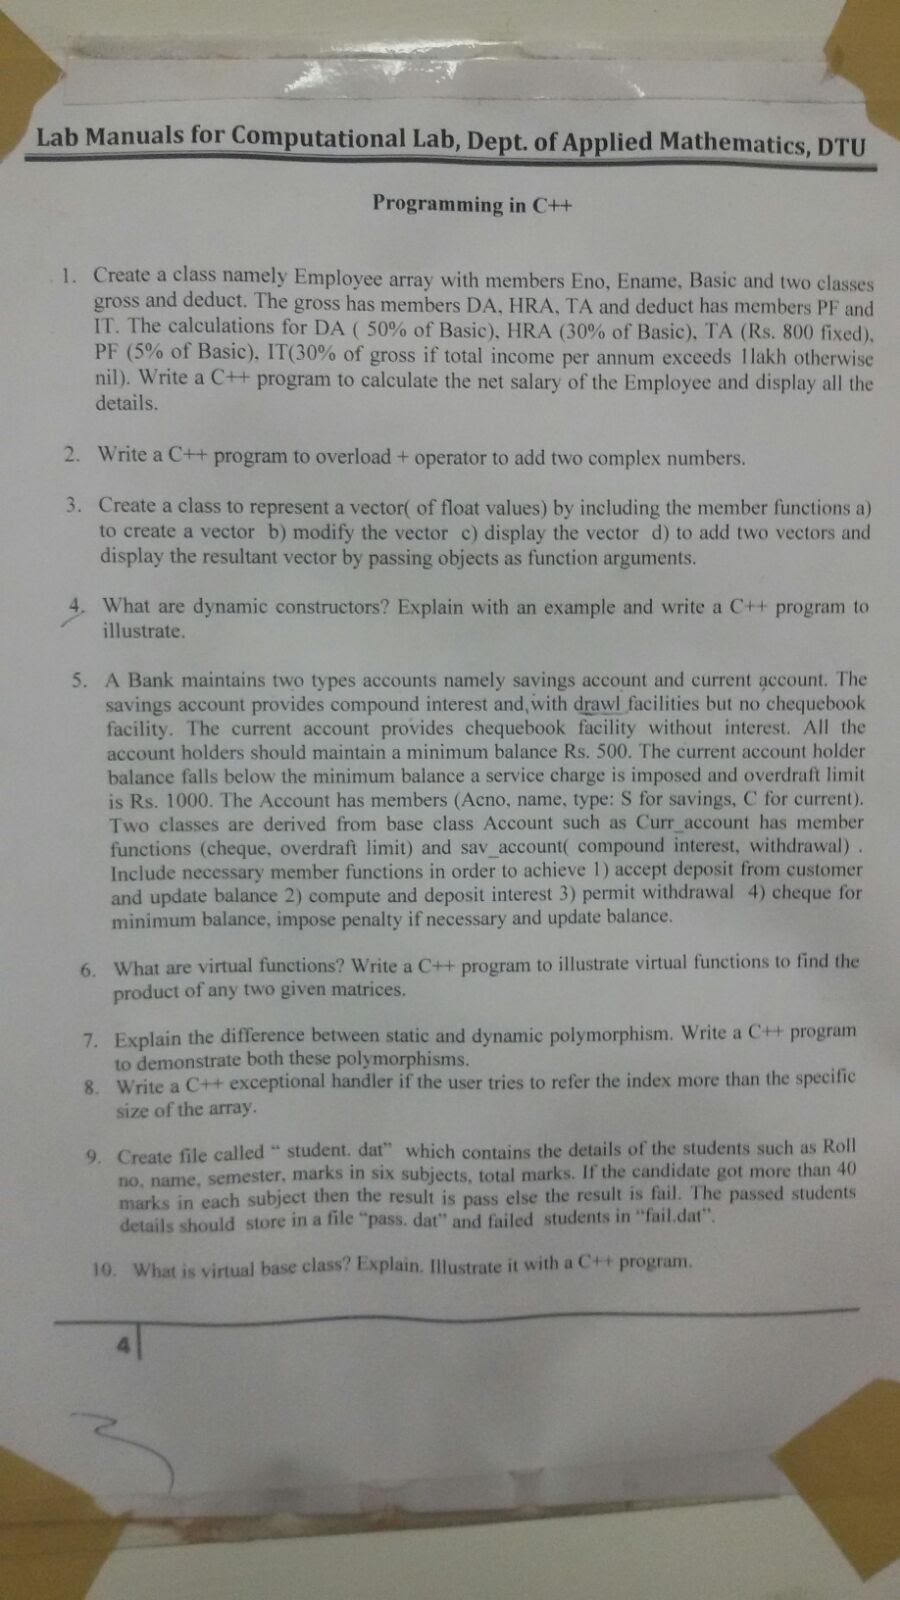 Lab Manuals for Computational Lab, Dept. of Applied Mathematics, DTU
Programming in C++
1. Create a class namely Employee array with members Eno, Ename, Basic and two classes
gross and deduct. The gross has members DA, HRA, TA and deduct has members PF and
IT. The calculations for DA ( 50% of Basic), HRA (30% of Basic), TA (Rs. 800 fixed),
PF (5% of Basic), IT(30% of gross if total income per annum exceeds 1lakh otherwise
nil). Write a C++ program to calculate the net salary of the Employee and display all the
details.
2. Write a C++ program to overload + operator to add two complex numbers.
3. Create a class to represent a vector( of float values) by including the member functions a)
to create a vector b) modify the vector c) display the vector d) to add two vectors and
display the resultant vector by passing objects as function arguments.
4. What are dynamic constructors? Explain with an example and write a C++ program to
illustrate.
5. A Bank maintains two types accounts namely savings account and current account. The
savings account provides compound interest and with drawl facilities but no chequebook
facility. The current account provides chequebook facility without interest. All the
account holders should maintain a minimum balance Rs. 500. The current account holder
balance falls below the minimum balance a service charge is imposed and overdraft limit
is Rs. 1000. The Account has members (Acno, name, type: S for savings, C for current).
Two classes are derived from base class Account such as Curr_account has member
functions (cheque, overdraft limit) and sav_account( compound interest, withdrawal) .
Include necessary member functions in order to achieve 1) accept deposit from customer
and update balance 2) compute and deposit interest 3) permit withdrawal 4) cheque for
minimum balance, impose penalty if necessary and update balance.
6. What are virtual functions? Write a C++ program to illustrate virtual functions to find the
product of any two given matrices.
7. Explain the difference between static and dynamic polymorphism. Write a C++ program
to demonstrate both these polymorphisms.
8. Write a C++ exceptional handler if the user tries to refer the index more than the specific
size of the array.
9. Create file called “ student. dat” which contains the details of the students such as Roll
no, name, semester, marks in six subjects, total marks. If the candidate got more than 40
marks in each subject then the result is pass else the result is fail. The passed students
details should store in a file “pass. dat” and failed students in “fail.dat”.
10. What is virtual base class? Explain. Illustrate it with a C++ program.
4